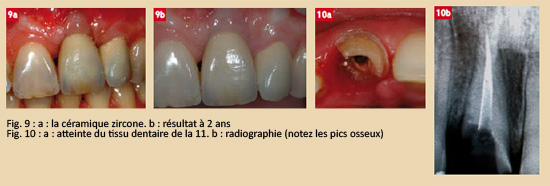 9a
9b
10a
10b
Fig. 9 : a : la céramique zircone. b : résultat à 2 ans
Fig. 10 : a : atteinte du tissu dentaire de la 11. b : radiographie (notez les pics osseux)